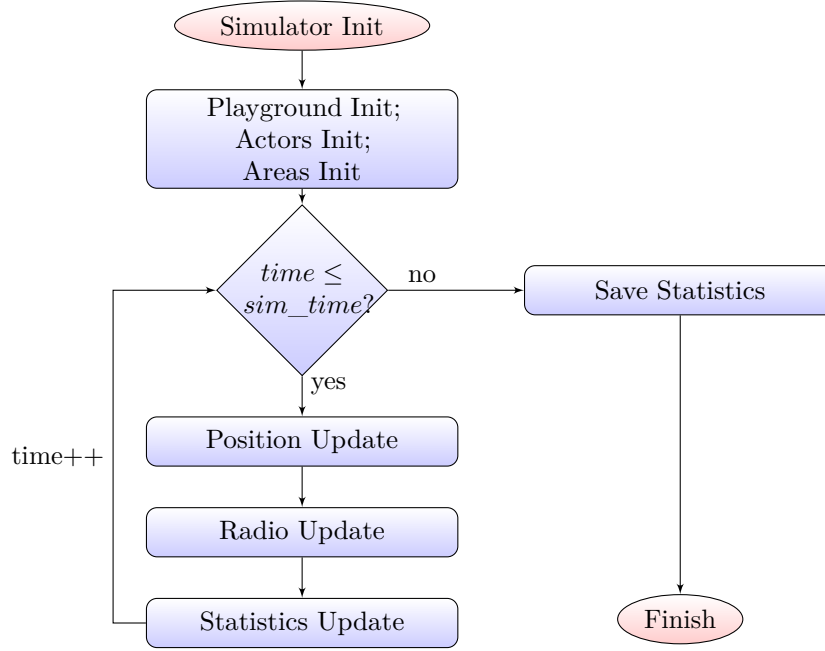 Simulator Init
Playground Init;
Actors Init;
Areas Init
time ≤
sim_time?
no
Save Statistics
yes
Position Update
time++
Radio Update
Statistics Update
Finish